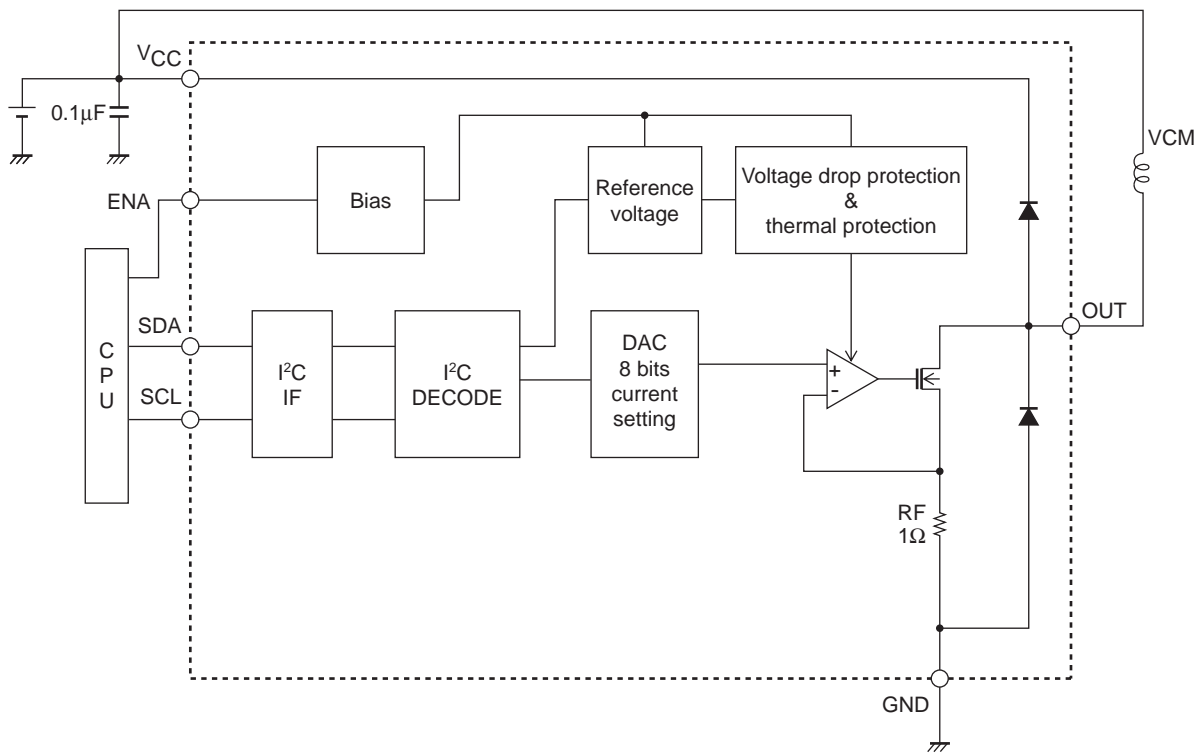 VCC
0.1μF
VCM
ENA
Bias
Reference
voltage
Voltage drop protection
&
thermal protection
OUT
SDA
SCL
C
P
U
I²C
IF
I²C
DECODE
DAC
8 bits
current
setting
+
-
RF
1Ω
GND